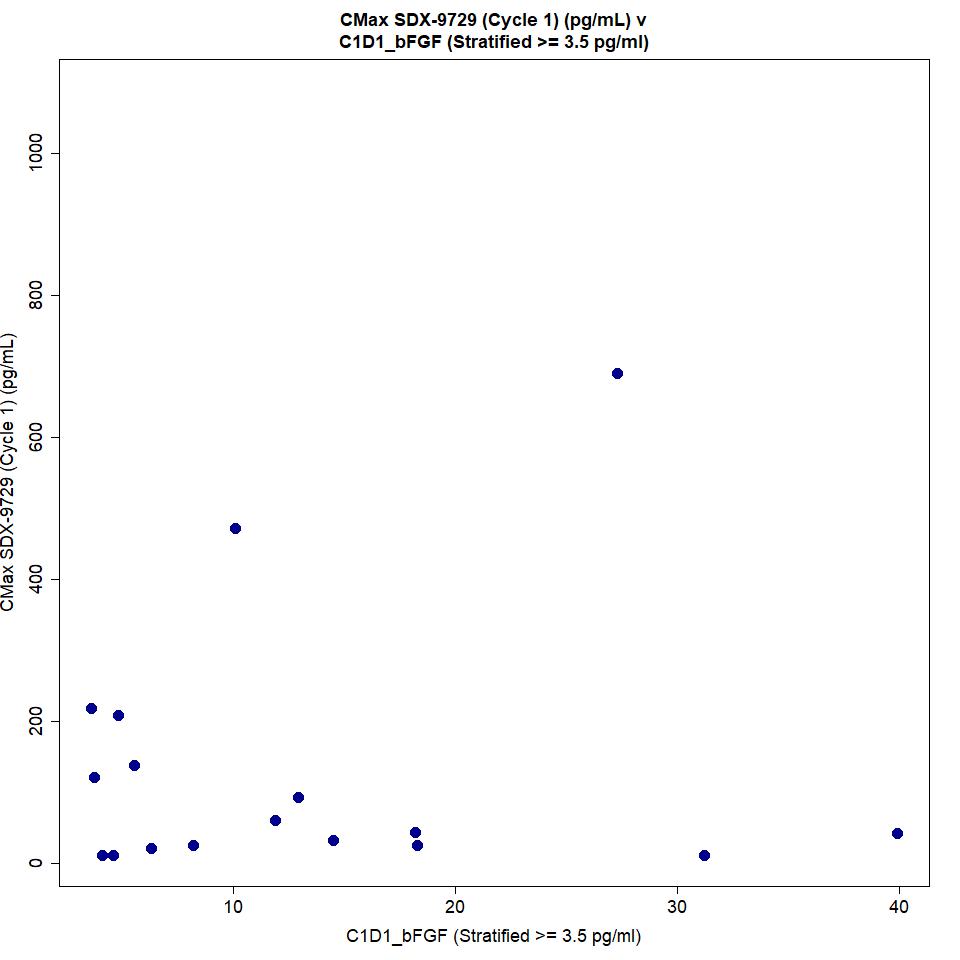 CMax SDX-9729 (Cycle 1) (pg/mL) v
C1D1_bFGF (Stratified >= 3.5 pg/ml)
CMax SDX-9729 (Cycle 1) (pg/mL)
1000
800
600
400
200
0
10
20
30
40
C1D1_bFGF (Stratified >= 3.5 pg/ml)